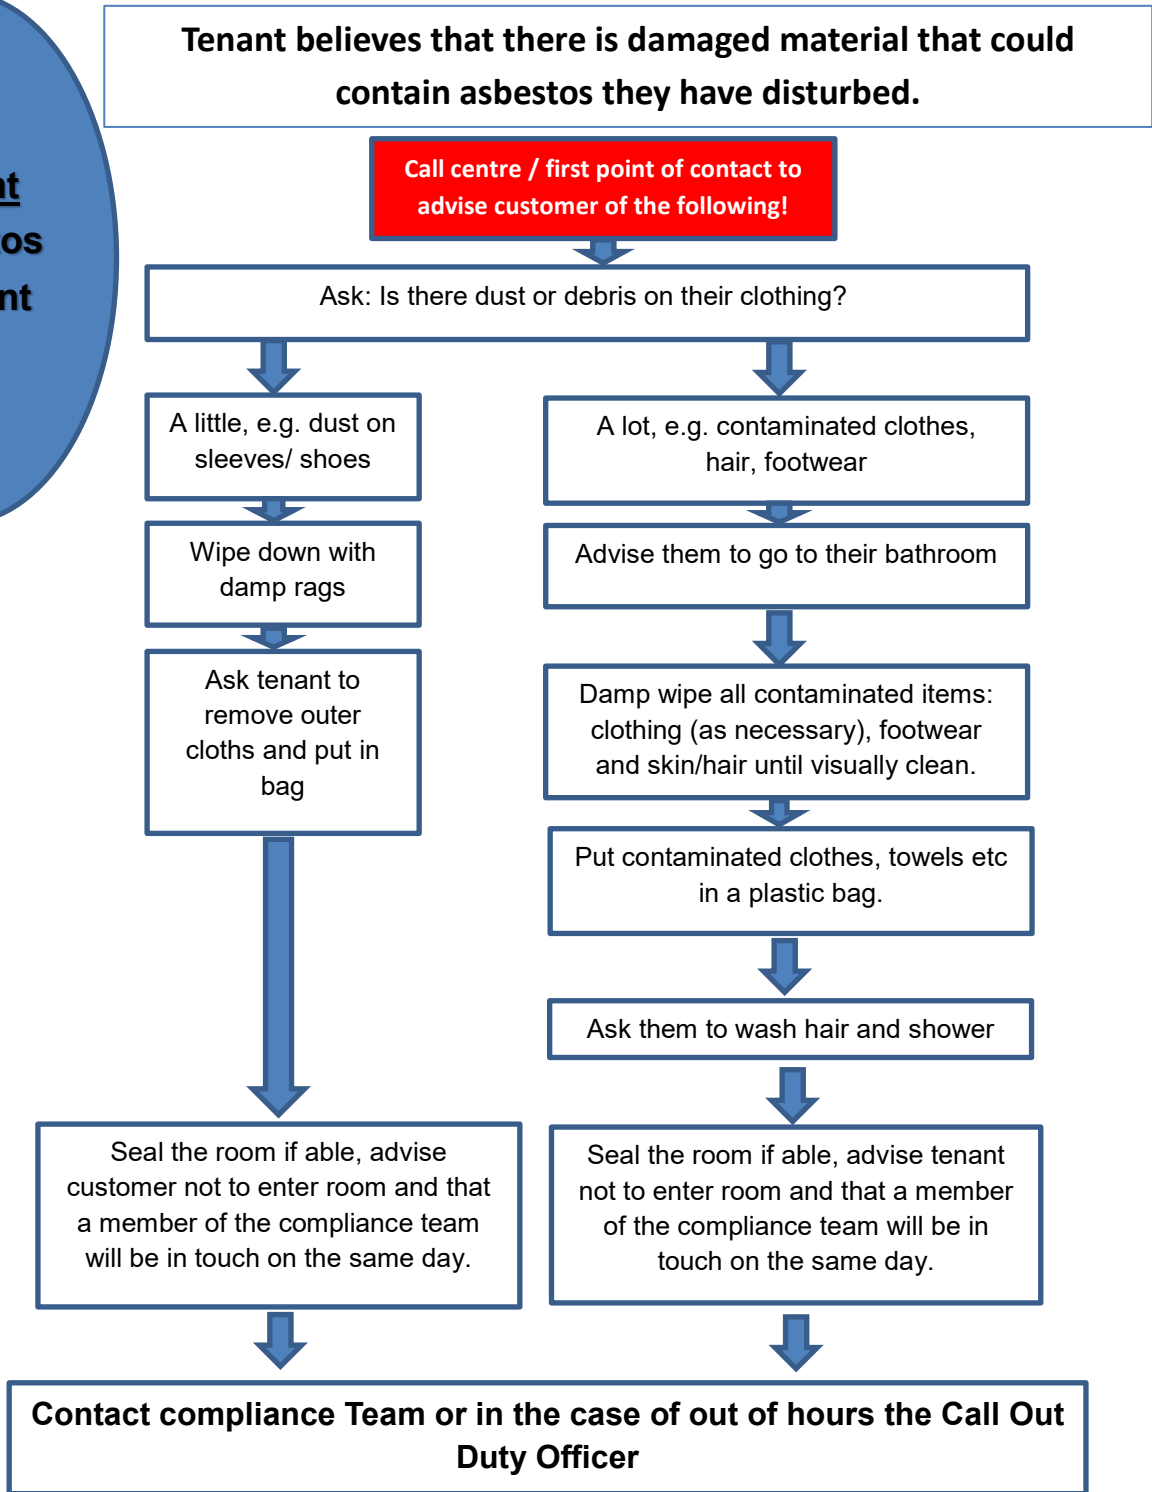 Tenant believes that there is damaged material that could
contain asbestos they have disturbed.
Call centre / first point of contact to
advise customer of the following!
Ask: Is there dust or debris on their clothing?
A little, e.g. dust on
sleeves/ shoes
Wipe down with
damp rags
Ask tenant to
remove outer
cloths and put in
bag
A lot, e.g. contaminated clothes,
hair, footwear
Advise them to go to their bathroom
Damp wipe all contaminated items:
clothing (as necessary), footwear
and skin/hair until visually clean.
Put contaminated clothes, towels etc
in a plastic bag.
Ask them to wash hair and shower
Seal the room if able, advise
customer not to enter room and that
a member of the compliance team
will be in touch on the same day.
Seal the room if able, advise tenant
not to enter room and that a member
of the compliance team will be in
touch on the same day.
Contact compliance Team or in the case of out of hours the Call Out
Duty Officer